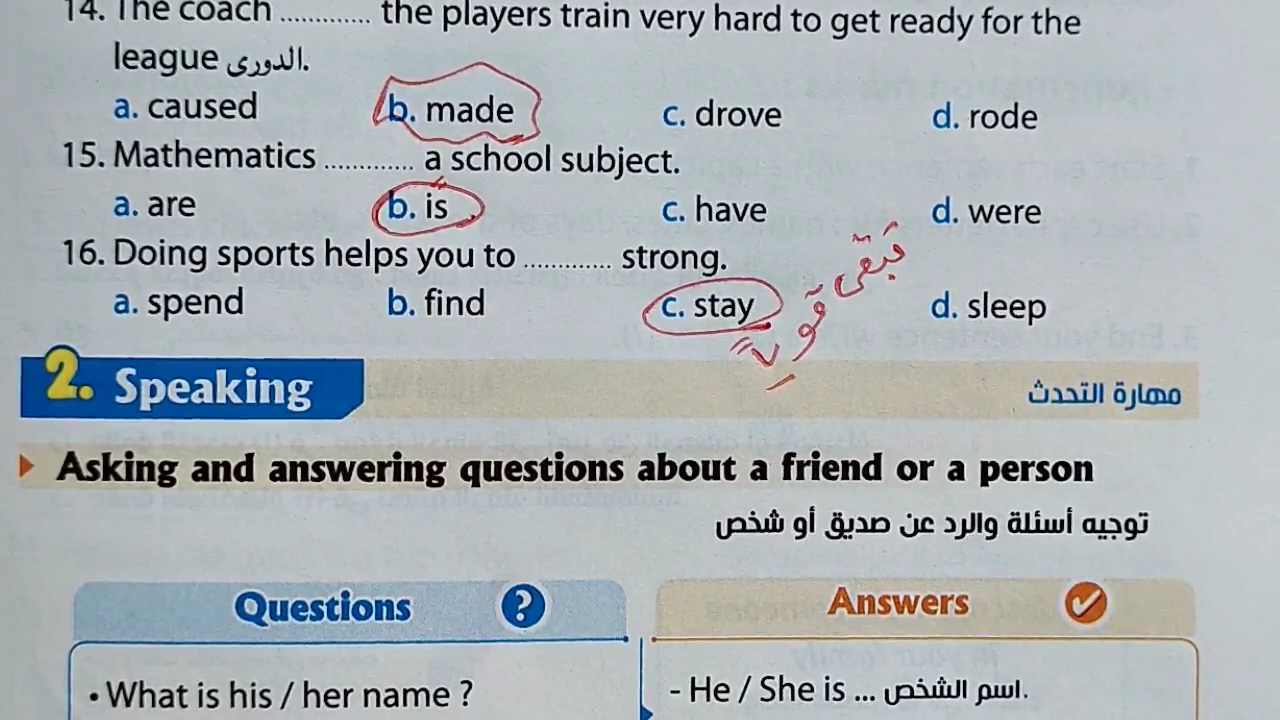 14. The coach ............. the players train very hard to get ready for the
league الدورى.
a. caused b. made c. drove d. rode
15. Mathematics ............. a school subject.
a. are b. is c. have d. were
16. Doing sports helps you to ............. strong.
a. spend b. find c. stay d. sleep
تبقى
قوياً
2. Speaking مهارة التحدث
Asking and answering questions about a friend or a person
توجيه أسئلة والرد عن صديق أو شخص
Questions ? Answers
• What is his / her name ? - He / She is ... اسم الشخص.